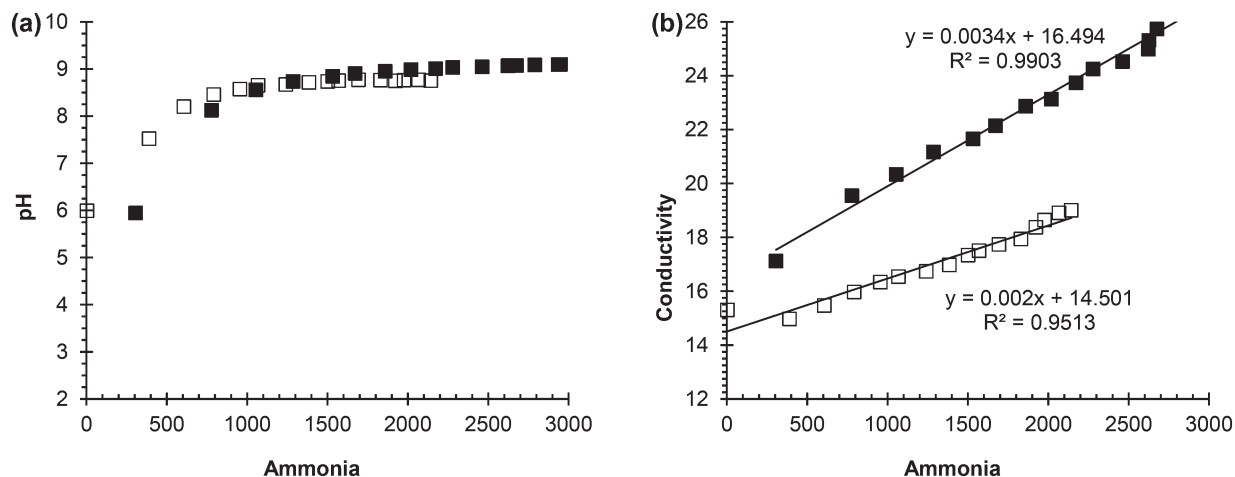 (a)
10
9
8
7
6
5
4
3
2
pH
0 500 1000 1500 2000 2500 3000
Ammonia
(b)
26
24
22
20
18
16
14
12
Conductivity
y = 0.0034x + 16.494
R² = 0.9903
y = 0.002x + 14.501
R² = 0.9513
0 500 1000 1500 2000 2500 3000
Ammonia